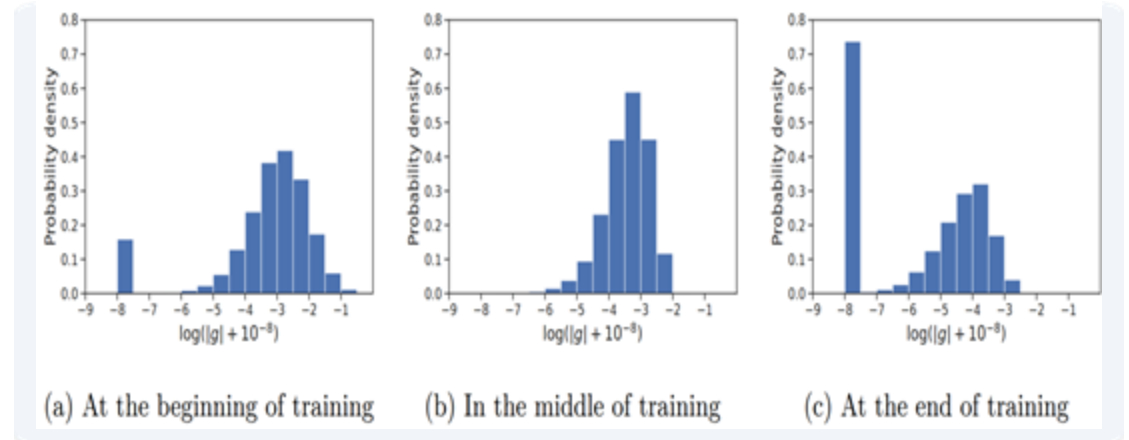 0.8
0.7
0.6
0.5
0.4
0.3
0.2
0.1
0.0
Probability density
−9 −8 −7 −6 −5 −4 −3 −2 −1
log(|g| + 10⁻⁸)
(a) At the beginning of training
0.8
0.7
0.6
0.5
0.4
0.3
0.2
0.1
0.0
Probability density
−9 −8 −7 −6 −5 −4 −3 −2 −1
log(|g| + 10⁻⁸)
(b) In the middle of training
0.8
0.7
0.6
0.5
0.4
0.3
0.2
0.1
0.0
Probability density
−9 −8 −7 −6 −5 −4 −3 −2 −1
log(|g| + 10⁻⁸)
(c) At the end of training